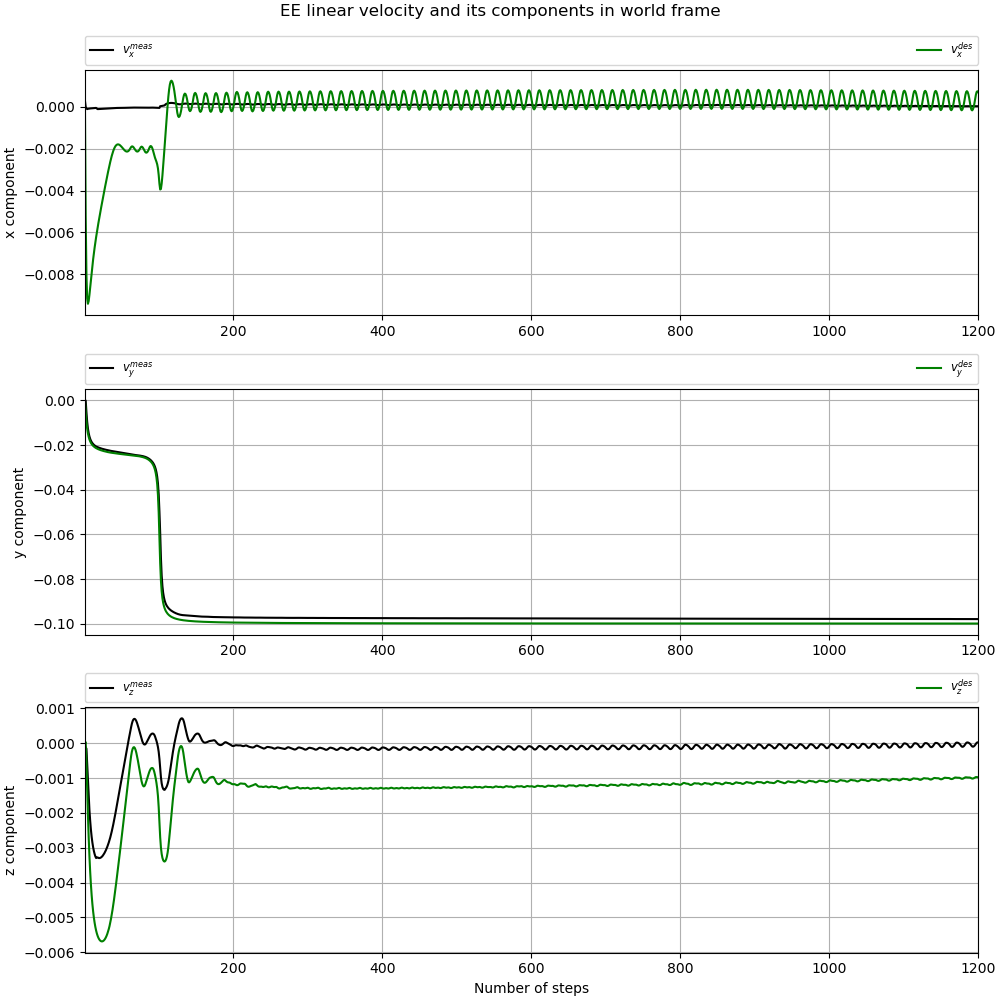 EE linear velocity and its components in world frame
v_x^meas v_x^des
0.000
−0.002
−0.004
−0.006
−0.008
x component
200 400 600 800 1000 1200
v_y^meas v_y^des
0.00
−0.02
−0.04
−0.06
−0.08
−0.10
y component
200 400 600 800 1000 1200
v_z^meas v_z^des
0.001
0.000
−0.001
−0.002
−0.003
−0.004
−0.005
−0.006
z component
200 400 600 800 1000 1200
Number of steps